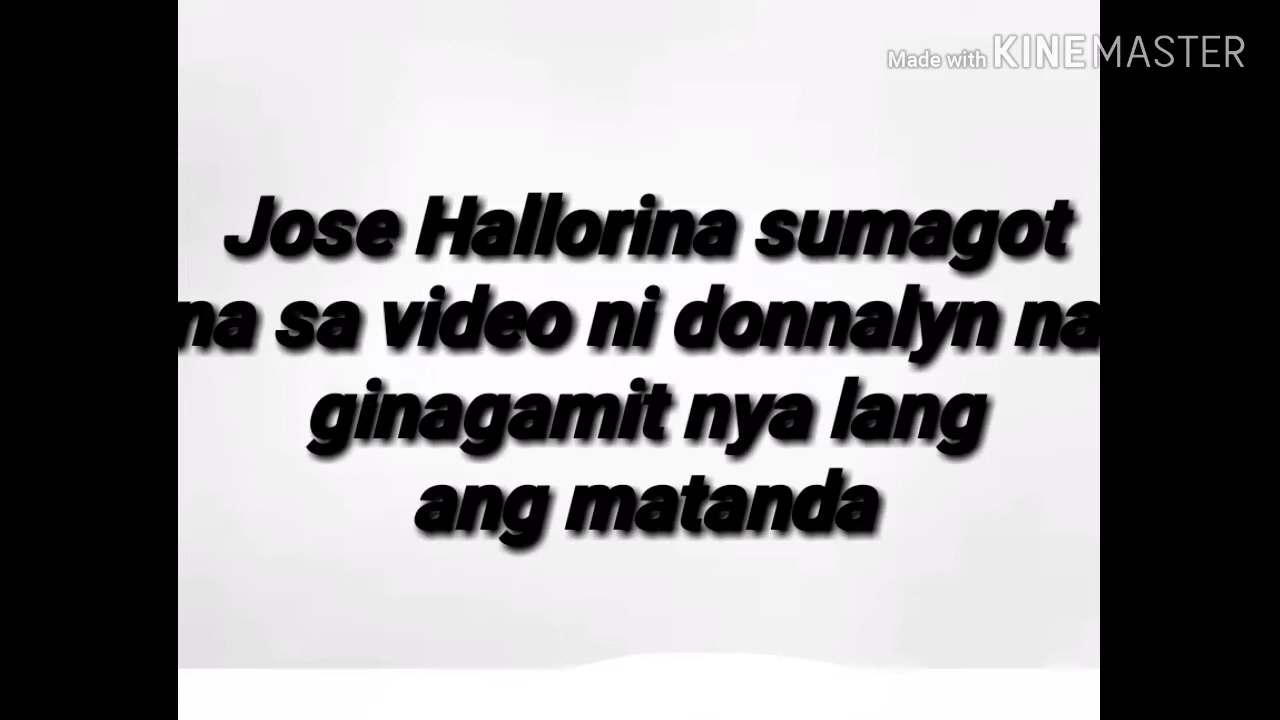 Made with KINEMASTER
Jose Hallorina sumagot
na sa video ni donnalyn na
ginagamit nya lang
ang matanda